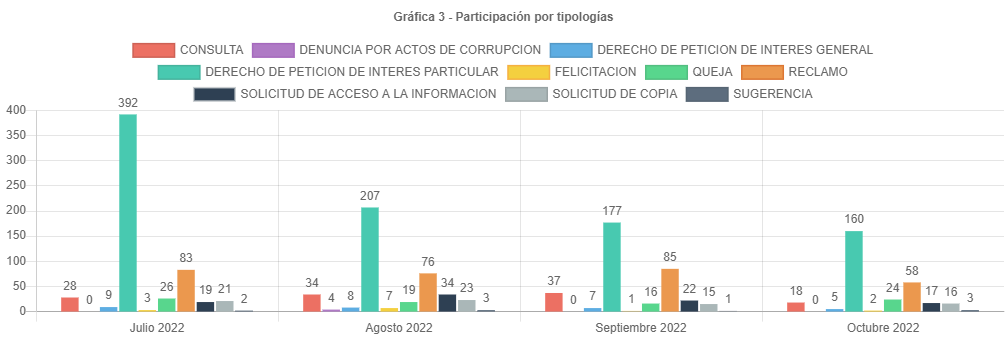 Gráfica 3 - Participación por tipologías
CONSULTA DENUNCIA POR ACTOS DE CORRUPCION DERECHO DE PETICION DE INTERES GENERAL
DERECHO DE PETICION DE INTERES PARTICULAR FELICITACION QUEJA RECLAMO
SOLICITUD DE ACCESO A LA INFORMACION SOLICITUD DE COPIA SUGERENCIA
400
350
300
250
200
150
100
50
0
28 0 9 392 3 26 83 19 21 2
34 4 8 207 7 19 76 34 23 3
37 0 7 177 1 16 85 22 15 1
18 0 5 160 2 24 58 17 16 3
Julio 2022 Agosto 2022 Septiembre 2022 Octubre 2022